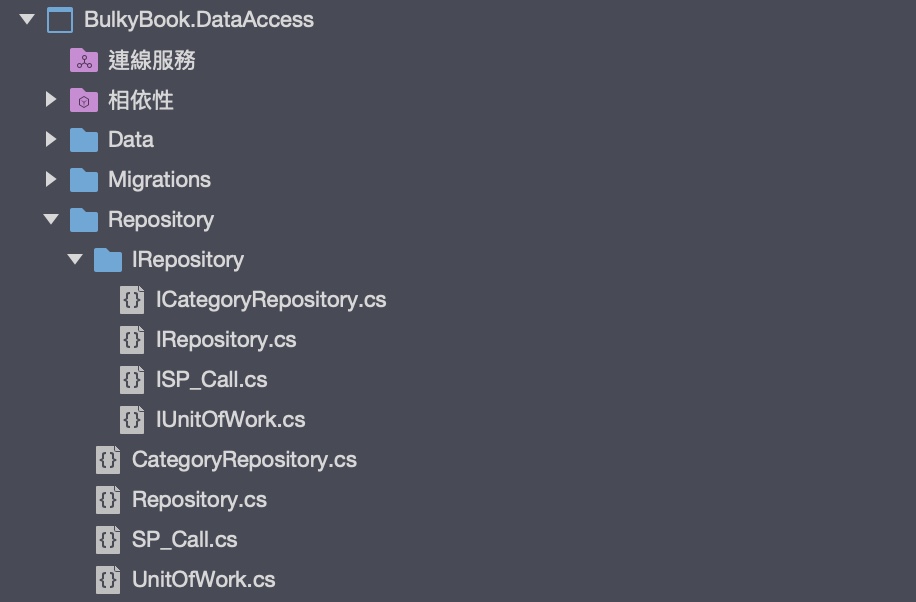 BulkyBook.DataAccess
連線服務
相依性
Data
Migrations
Repository
IRepository
ICategoryRepository.cs
IRepository.cs
ISP_Call.cs
IUnitOfWork.cs
CategoryRepository.cs
Repository.cs
SP_Call.cs
UnitOfWork.cs